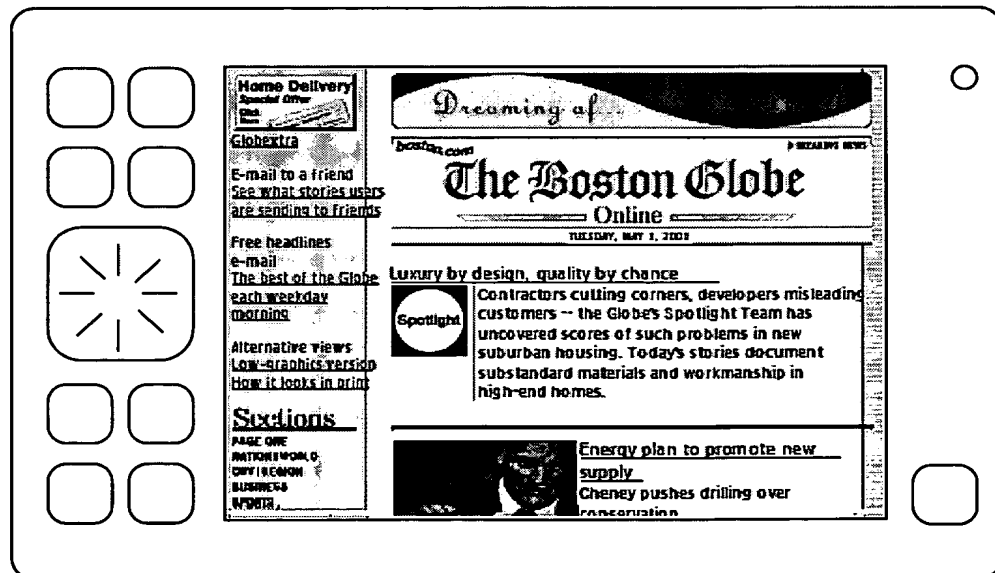 Home Delivery
Special Offer
Click
Here
Globextra
E-mail to a friend
See what stories users
are sending to friends
Free headlines
e-mail
The best of the Globe
each weekday
morning
Alternative views
Low-graphics version
How it looks in print
Sections
PAGE ONE
NATION | WORLD
CITY | REGION
BUSINESS
SPORTS
Dreaming of...
boston.com
BREAKING NEWS
The Boston Globe
Online
TUESDAY, MAY 1, 2001
Luxury by design, quality by chance
Spotlight
Contractors cutting corners, developers misleading
customers -- the Globe's Spotlight Team has
uncovered scores of such problems in new
suburban housing. Today's stories document
substandard materials and workmanship in
high-end homes.
Energy plan to promote new
supply
Cheney pushes drilling over
conservation